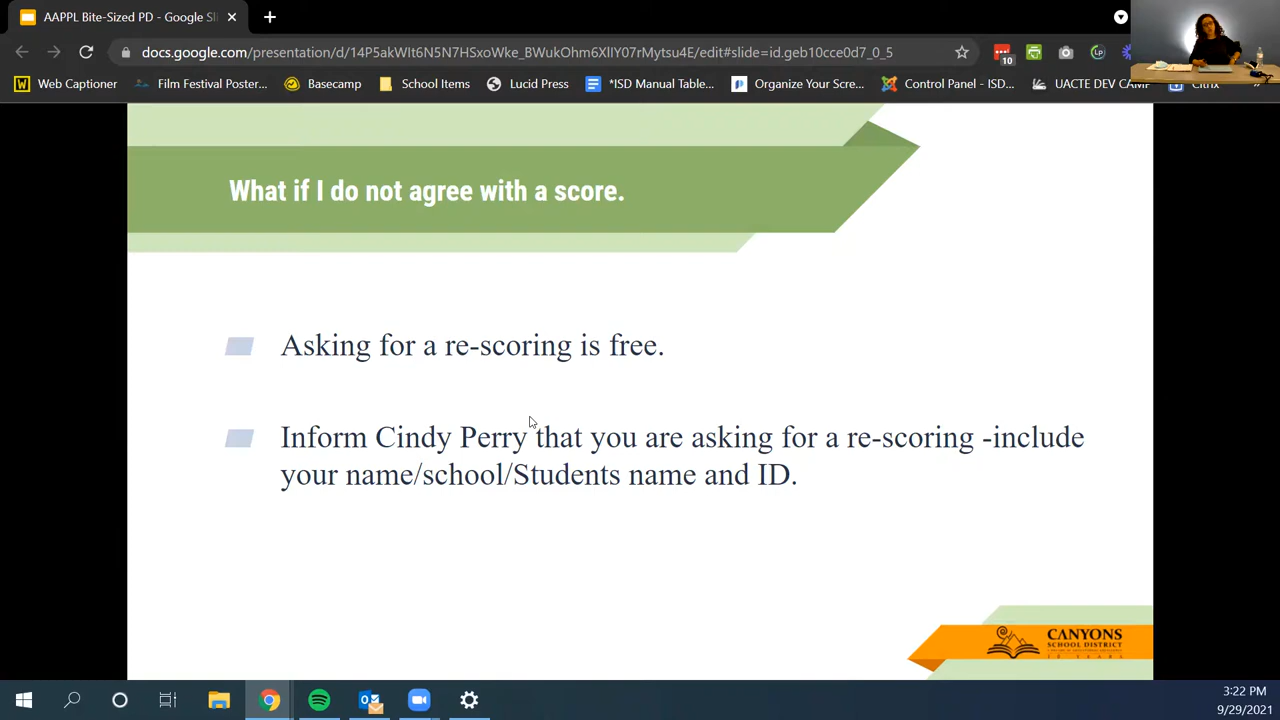 AAPPL Bite-Sized PD - Google Sli
docs.google.com/presentation/d/14P5akWIt6N5N7HSxoWke_BWukOhm6XlIY07rMytsu4E/edit#slide=id.geb10cce0d7_0_5
10
Web Captioner
Film Festival Poster...
Basecamp
School Items
Lucid Press
*ISD Manual Table...
Organize Your Scre...
Control Panel - ISD...
UACTE DEV CAMP
Citrix
What if I do not agree with a score.
Asking for a re-scoring is free.
Inform Cindy Perry that you are asking for a re-scoring -include
your name/school/Students name and ID.
CANYONS
SCHOOL DISTRICT
3:22 PM
9/29/2021